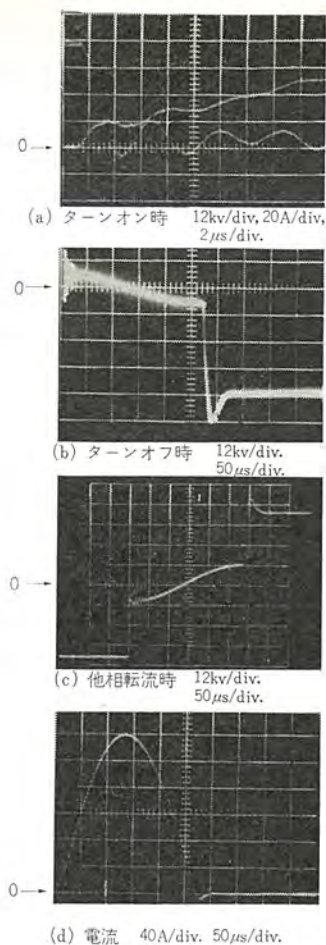 0→
(a) ターンオン時 12kv/div, 20A/div,
2μs/div.
0→
(b) ターンオフ時 12kv/div.
50μs/div.
0→
(c) 他相転流時 12kv/div.
50μs/div.
0→
(d) 電流 40A/div. 50μs/div.